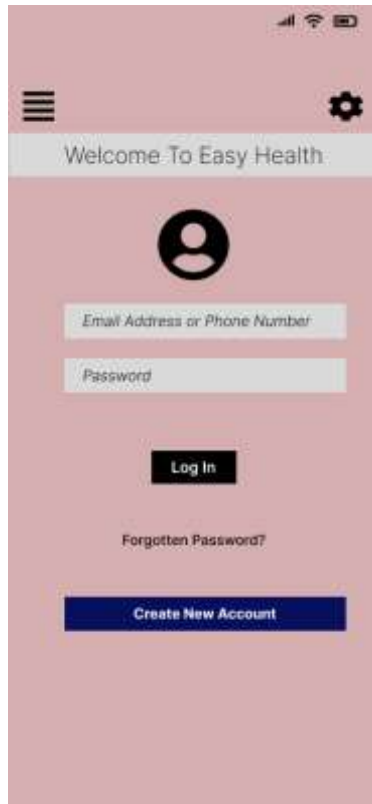 Welcome To Easy Health
Email Address or Phone Number
Password
Log In
Forgotten Password?
Create New Account